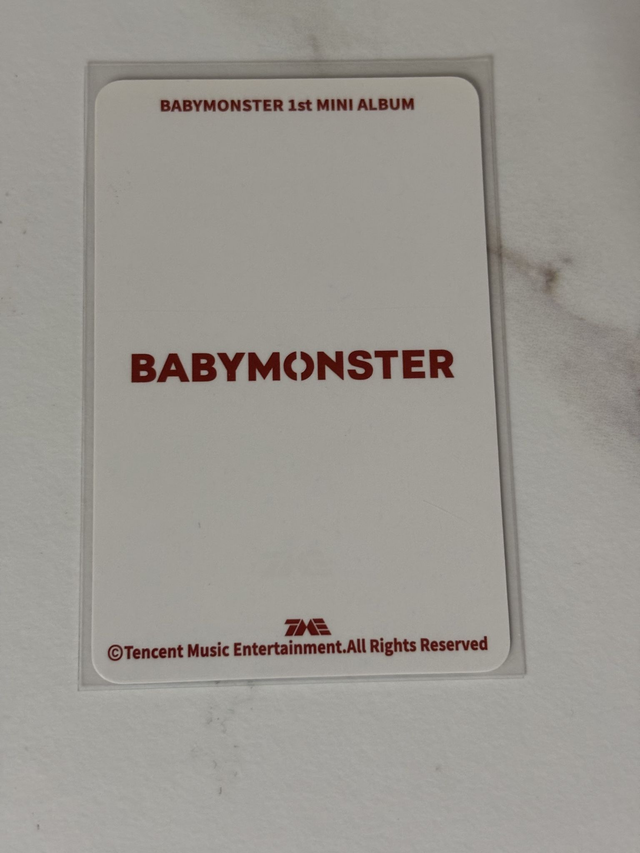 BABYMONSTER 1st MINI ALBUM
BABYMONSTER
TME
©Tencent Music Entertainment.All Rights Reserved